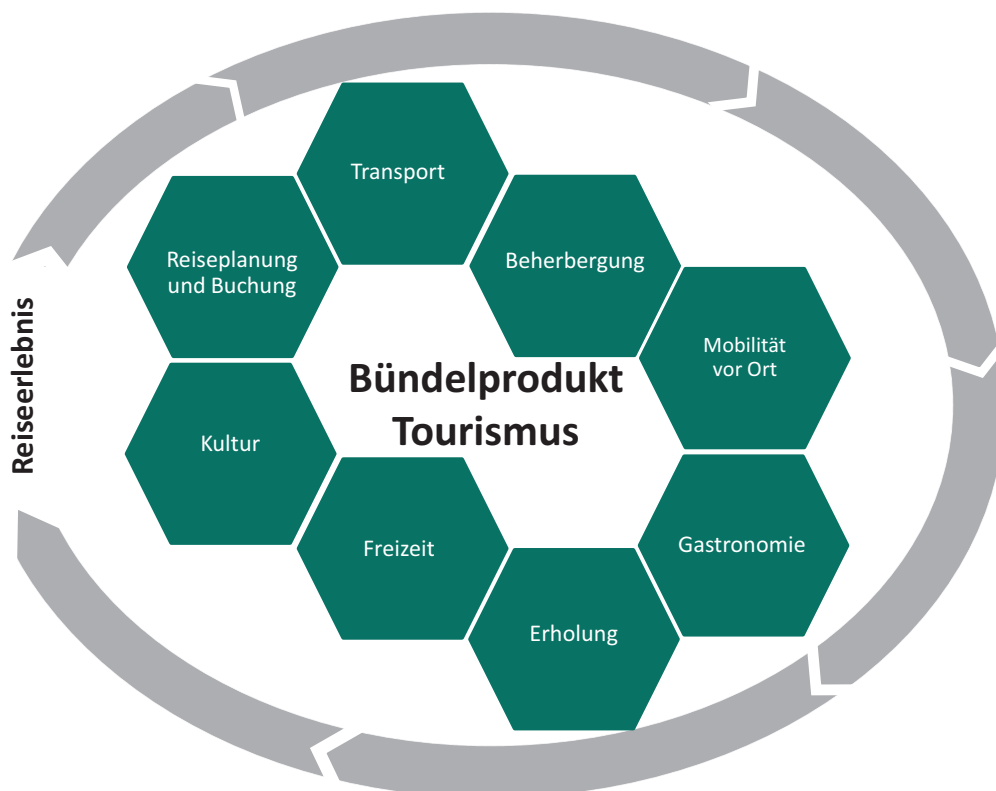 Transport
Reiseplanung
und Buchung
Beherbergung
Mobilität
vor Ort
Reiseerlebnis
Bündelprodukt
Tourismus
Kultur
Freizeit
Gastronomie
Erholung